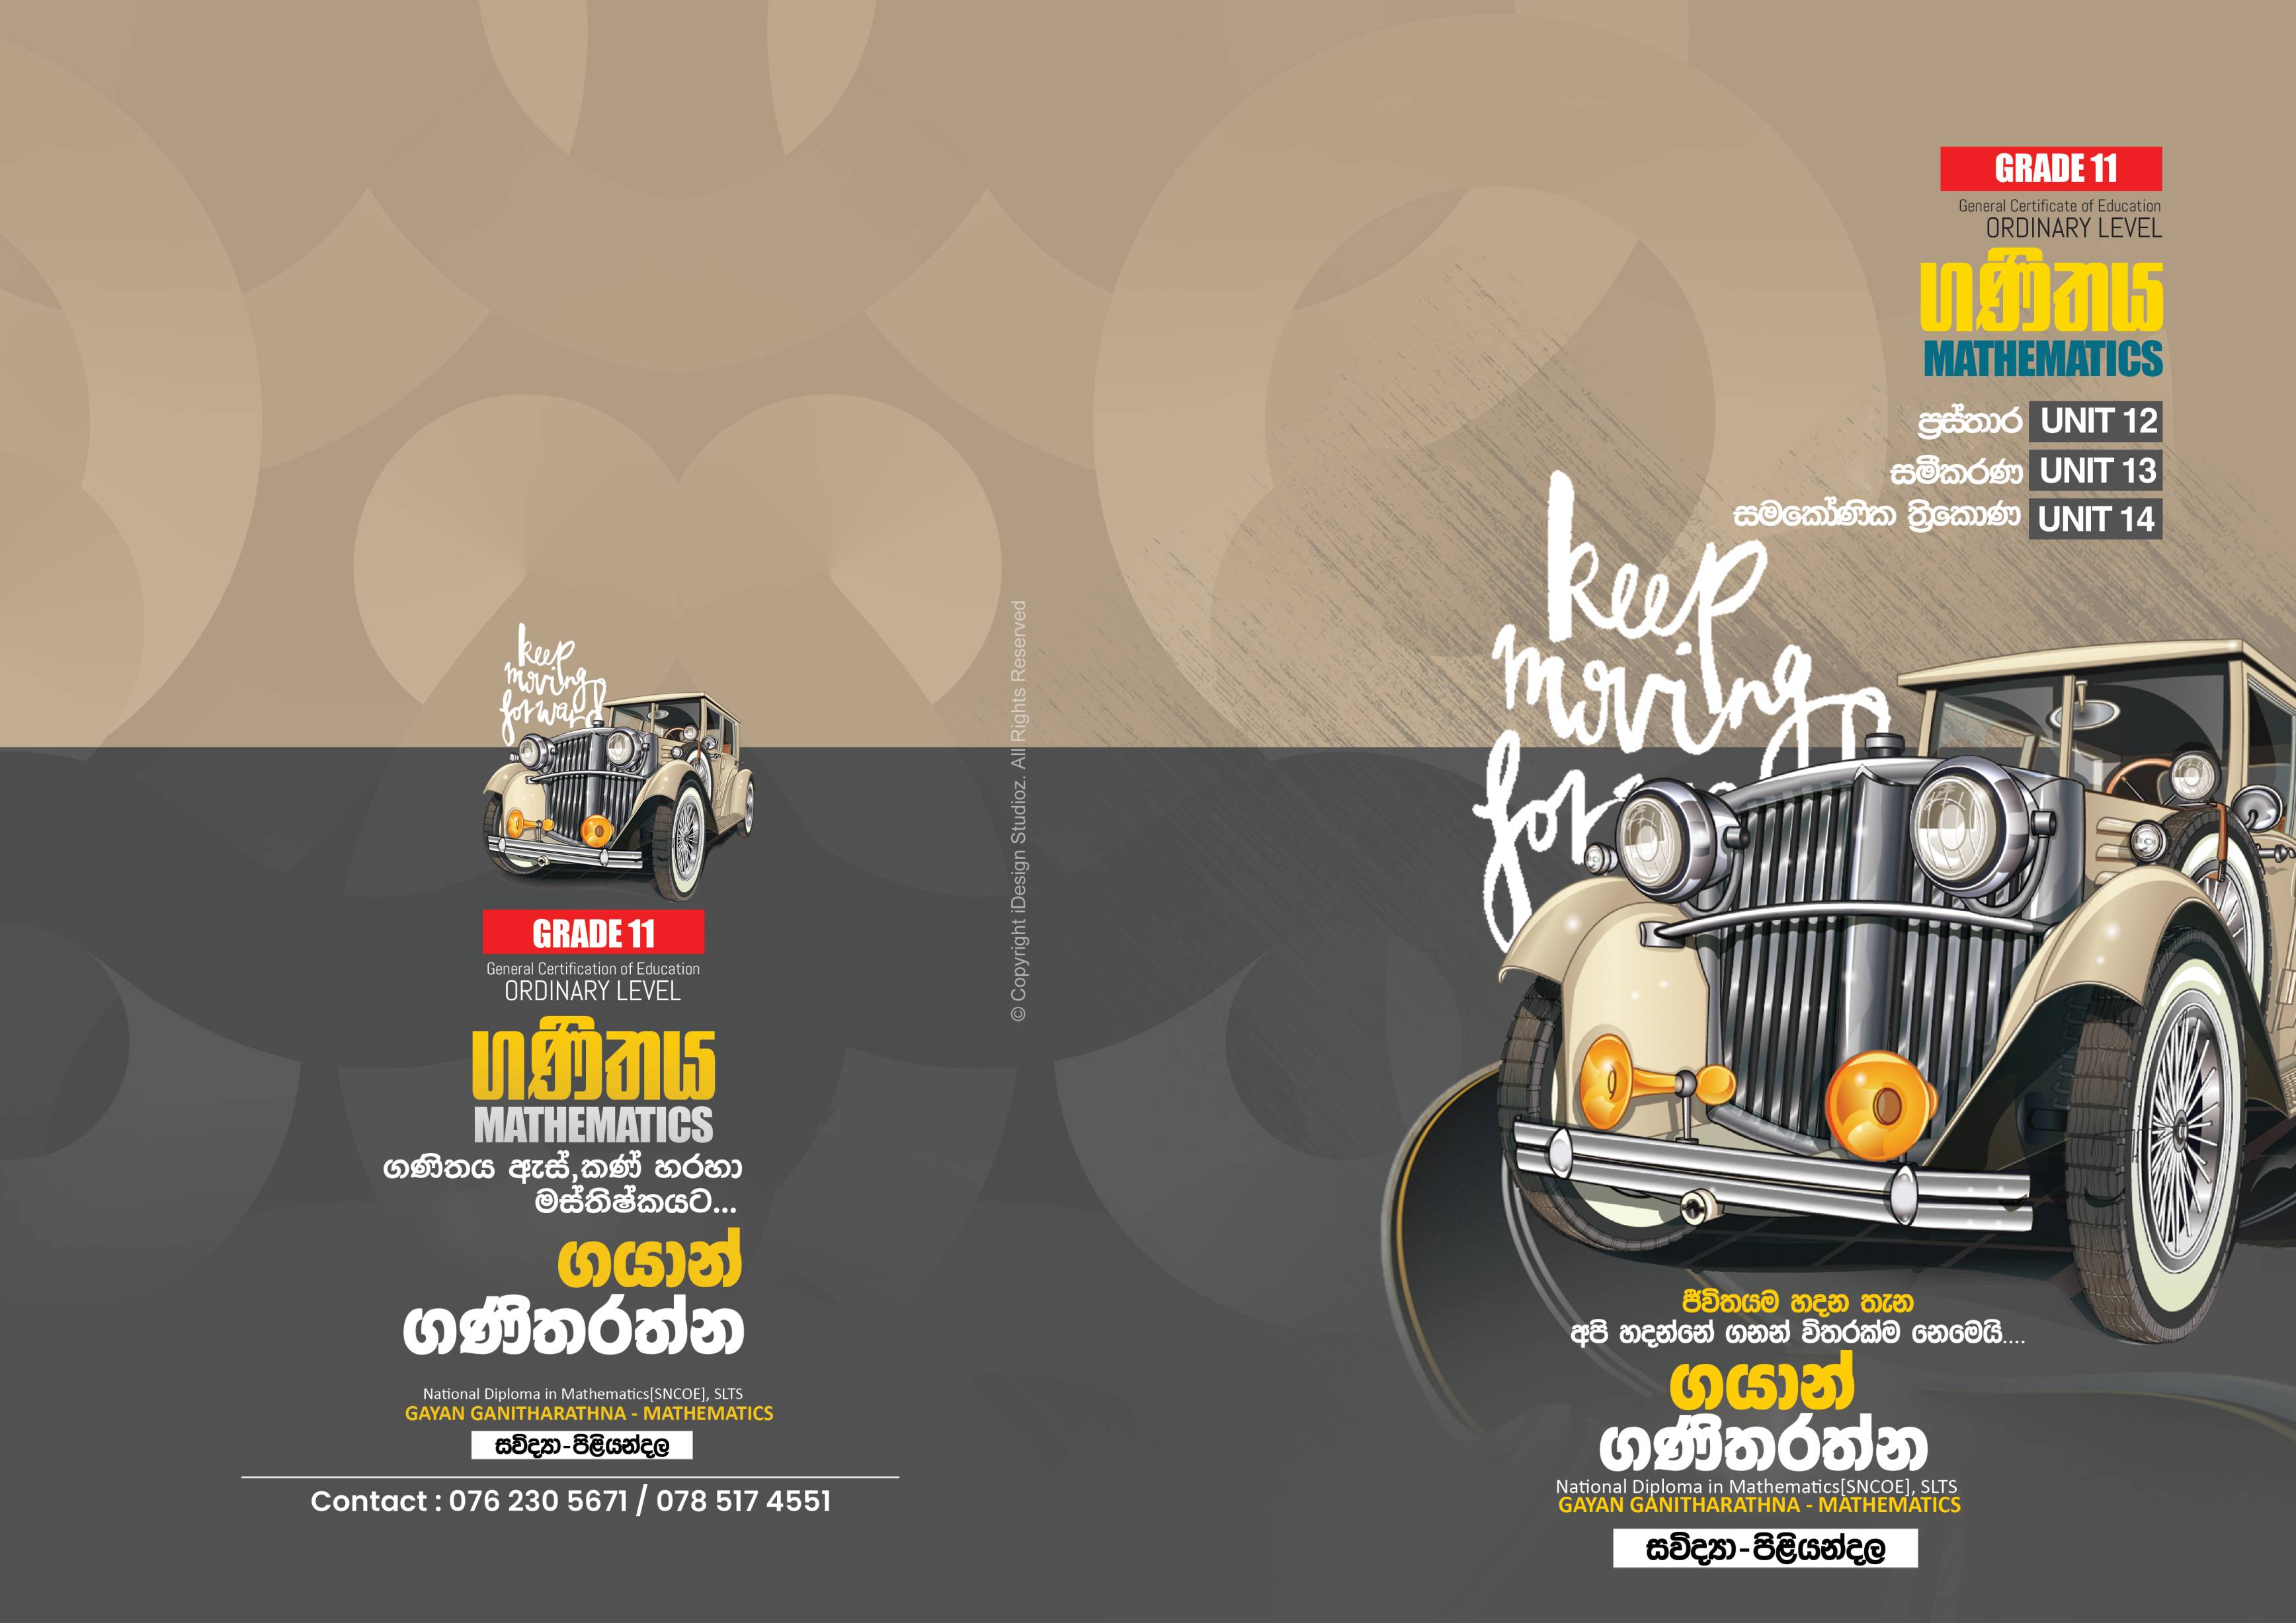 keep
moving
forward
GRADE 11
General Certification of Education
ORDINARY LEVEL
ගණිතය
MATHEMATICS
ගණිතය ඇස්,කණ් හරහා
මස්තිෂ්කයට...
ගයාන්
ගණිතරත්න
National Diploma in Mathematics[SNCOE], SLTS
GAYAN GANITHARATHNA - MATHEMATICS
සවිද්‍යා - පිළියන්දල
Contact : 076 230 5671 / 078 517 4551
© Copyright iDesign Studioz. All Rights Reserved
GRADE 11
General Certificate of Education
ORDINARY LEVEL
ගණිතය
MATHEMATICS
ප්‍රස්තාර UNIT 12
සමීකරණ UNIT 13
සමකෝණික ත්‍රිකොණ UNIT 14
keep
moving
for
ජීවිතයම හදන තැන
අපි හදන්නේ ගනන් විතරක්ම නෙමෙයි....
ගයාන්
ගණිතරත්න
National Diploma in Mathematics[SNCOE], SLTS
GAYAN GANITHARATHNA - MATHEMATICS
සවිද්‍යා - පිළියන්දල